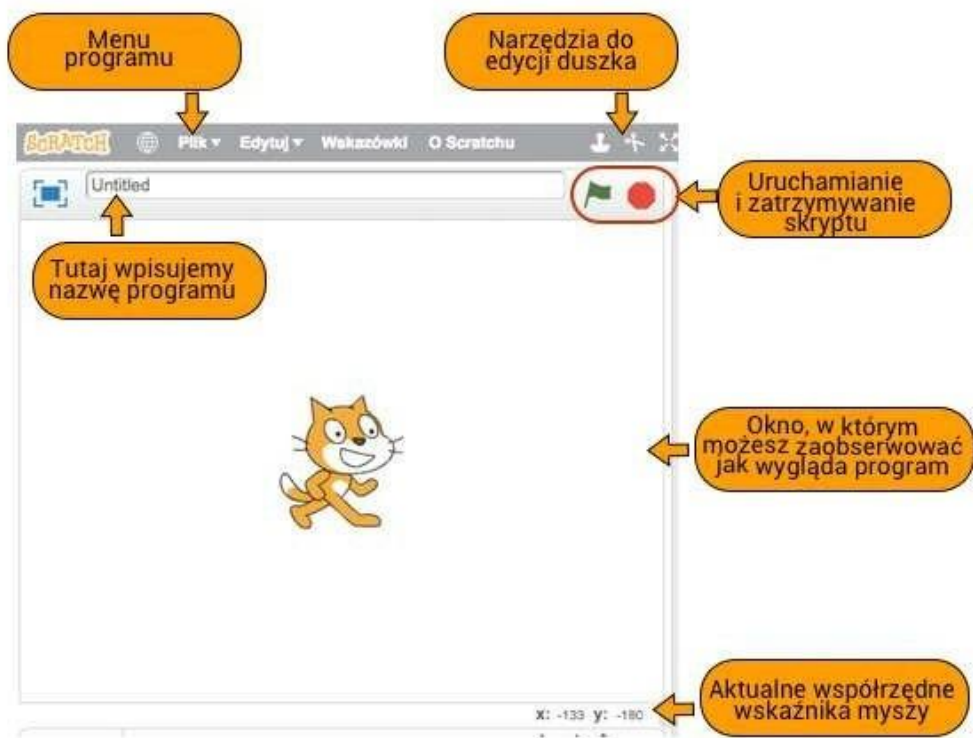 Menu
programu
Narzędzia do
edycji duszka
SCRATCH Plik Edytuj Wskazówki O Scratchu
Untitled
Uruchamianie
i zatrzymywanie
skryptu
Tutaj wpisujemy
nazwę programu
Okno, w którym
możesz zaobserwować
jak wygląda program
x: -133 y: -180
Aktualne współrzędne
wskaźnika myszy